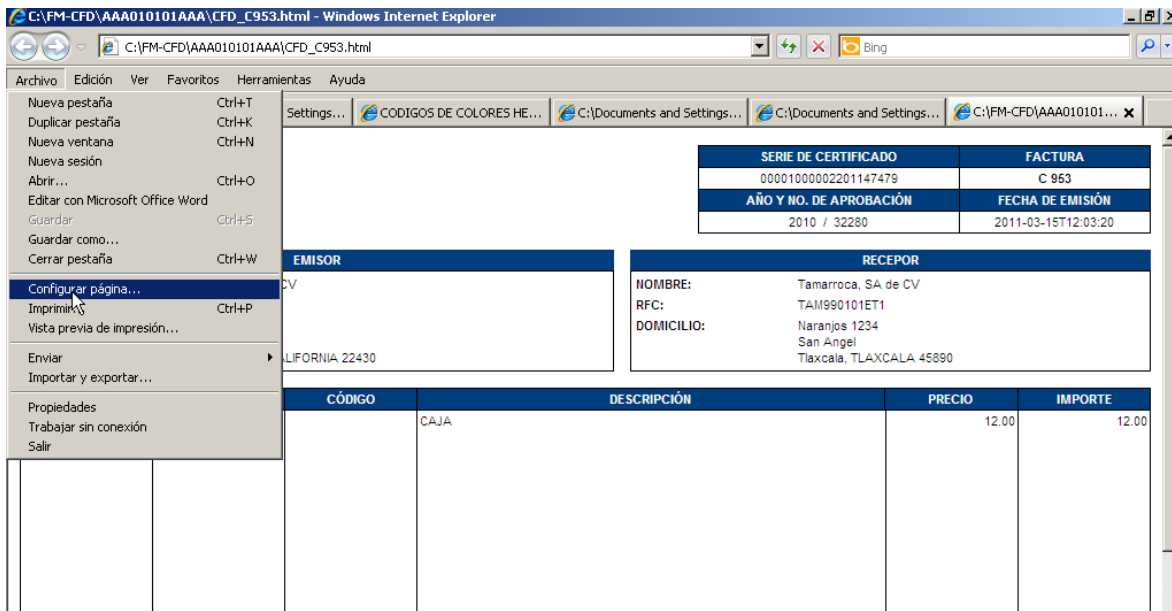 C:\FM-CFD\AAA010101AAA\CFD_C953.html - Windows Internet Explorer
C:\FM-CFD\AAA010101AAA\CFD_C953.html
Bing
Archivo Edición Ver Favoritos Herramientas Ayuda
Settings... CODIGOS DE COLORES HE... C:\Documents and Settings... C:\Documents and Settings... C:\FM-CFD\AAA010101...
Nueva pestaña Ctrl+T
Duplicar pestaña Ctrl+K
Nueva ventana Ctrl+N
Nueva sesión
Abrir... Ctrl+O
Editar con Microsoft Office Word
Guardar Ctrl+S
Guardar como...
Cerrar pestaña Ctrl+W
Configurar página...
Imprimir... Ctrl+P
Vista previa de impresión...
Enviar
Importar y exportar...
Propiedades
Trabajar sin conexión
Salir
SERIE DE CERTIFICADO FACTURA
00001000002201147479 C 953
AÑO Y NO. DE APROBACIÓN FECHA DE EMISIÓN
2010 / 32280 2011-03-15T12:03:20
EMISOR
CV
ALIFORNIA 22430
RECEPOR
NOMBRE: Tamarroca, SA de CV
RFC: TAM990101ET1
DOMICILIO: Naranjos 1234
San Angel
Tlaxcala, TLAXCALA 45890
CÓDIGO DESCRIPCIÓN PRECIO IMPORTE
CAJA 12.00 12.00